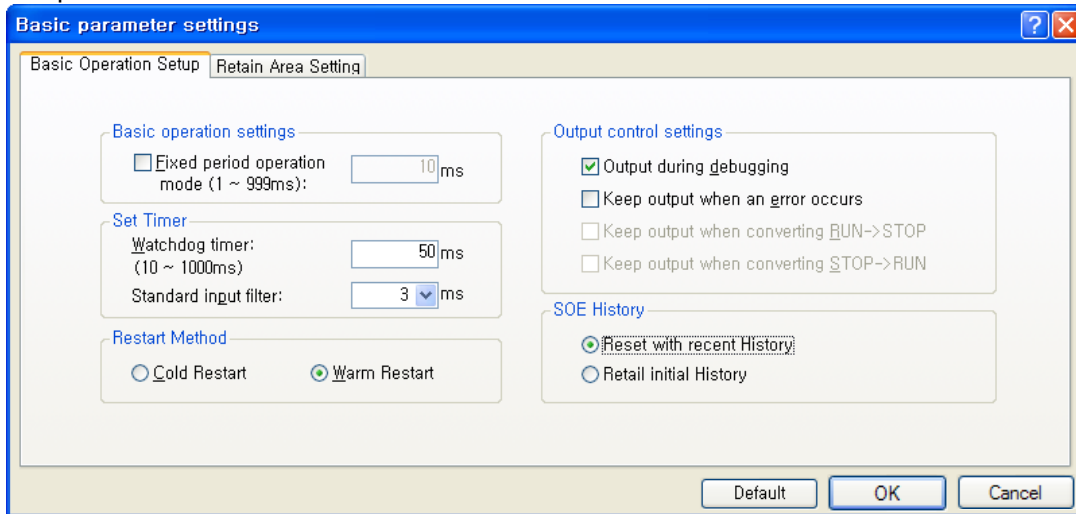 Basic parameter settings
Basic Operation Setup
Retain Area Setting
Basic operation settings
Fixed period operation
mode (1 ~ 999ms):
10 ms
Set Timer
Watchdog timer:
(10 ~ 1000ms)
50 ms
Standard input filter:
3 ms
Restart Method
Cold Restart
Warm Restart
Output control settings
Output during debugging
Keep output when an error occurs
Keep output when converting RUN->STOP
Keep output when converting STOP->RUN
SOE History
Reset with recent History
Retail initial History
Default
OK
Cancel